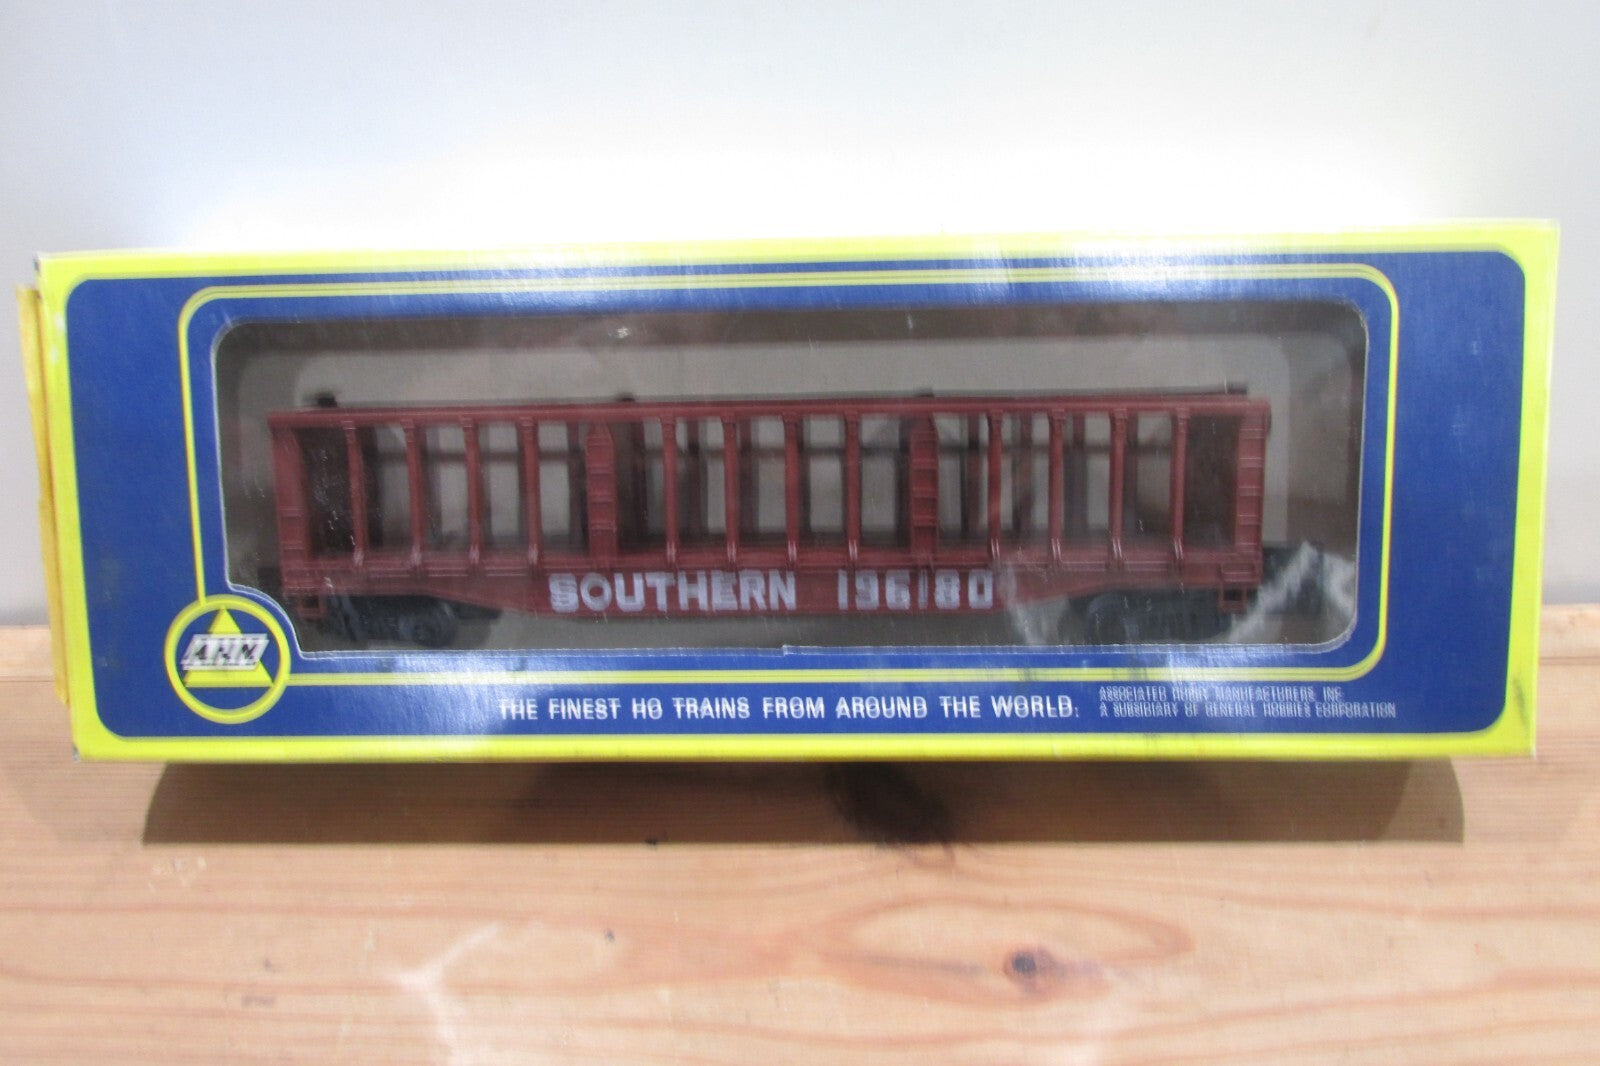 SOUTHERN 196180
AHM
THE FINEST HO TRAINS FROM AROUND THE WORLD.
ASSOCIATED HOBBY MANUFACTURERS, INC.
A SUBSIDIARY OF GENERAL HOBBIES CORPORATION